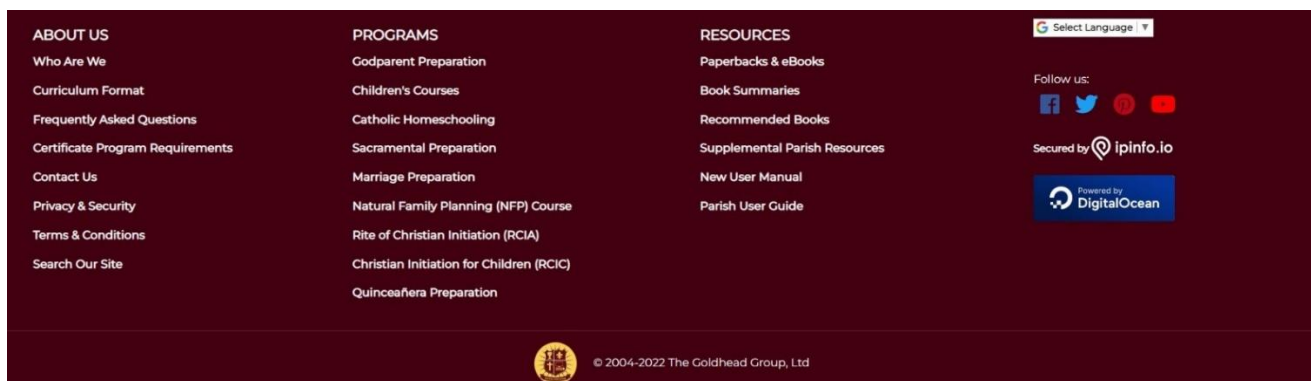 ABOUT US
Who Are We
Curriculum Format
Frequently Asked Questions
Certificate Program Requirements
Contact Us
Privacy & Security
Terms & Conditions
Search Our Site
PROGRAMS
Godparent Preparation
Children's Courses
Catholic Homeschooling
Sacramental Preparation
Marriage Preparation
Natural Family Planning (NFP) Course
Rite of Christian Initiation (RCIA)
Christian Initiation for Children (RCIC)
Quinceañera Preparation
RESOURCES
Paperbacks & eBooks
Book Summaries
Recommended Books
Supplemental Parish Resources
New User Manual
Parish User Guide
Select Language
Follow us:
Secured by ipinfo.io
Powered by
DigitalOcean
© 2004-2022 The Goldhead Group, Ltd